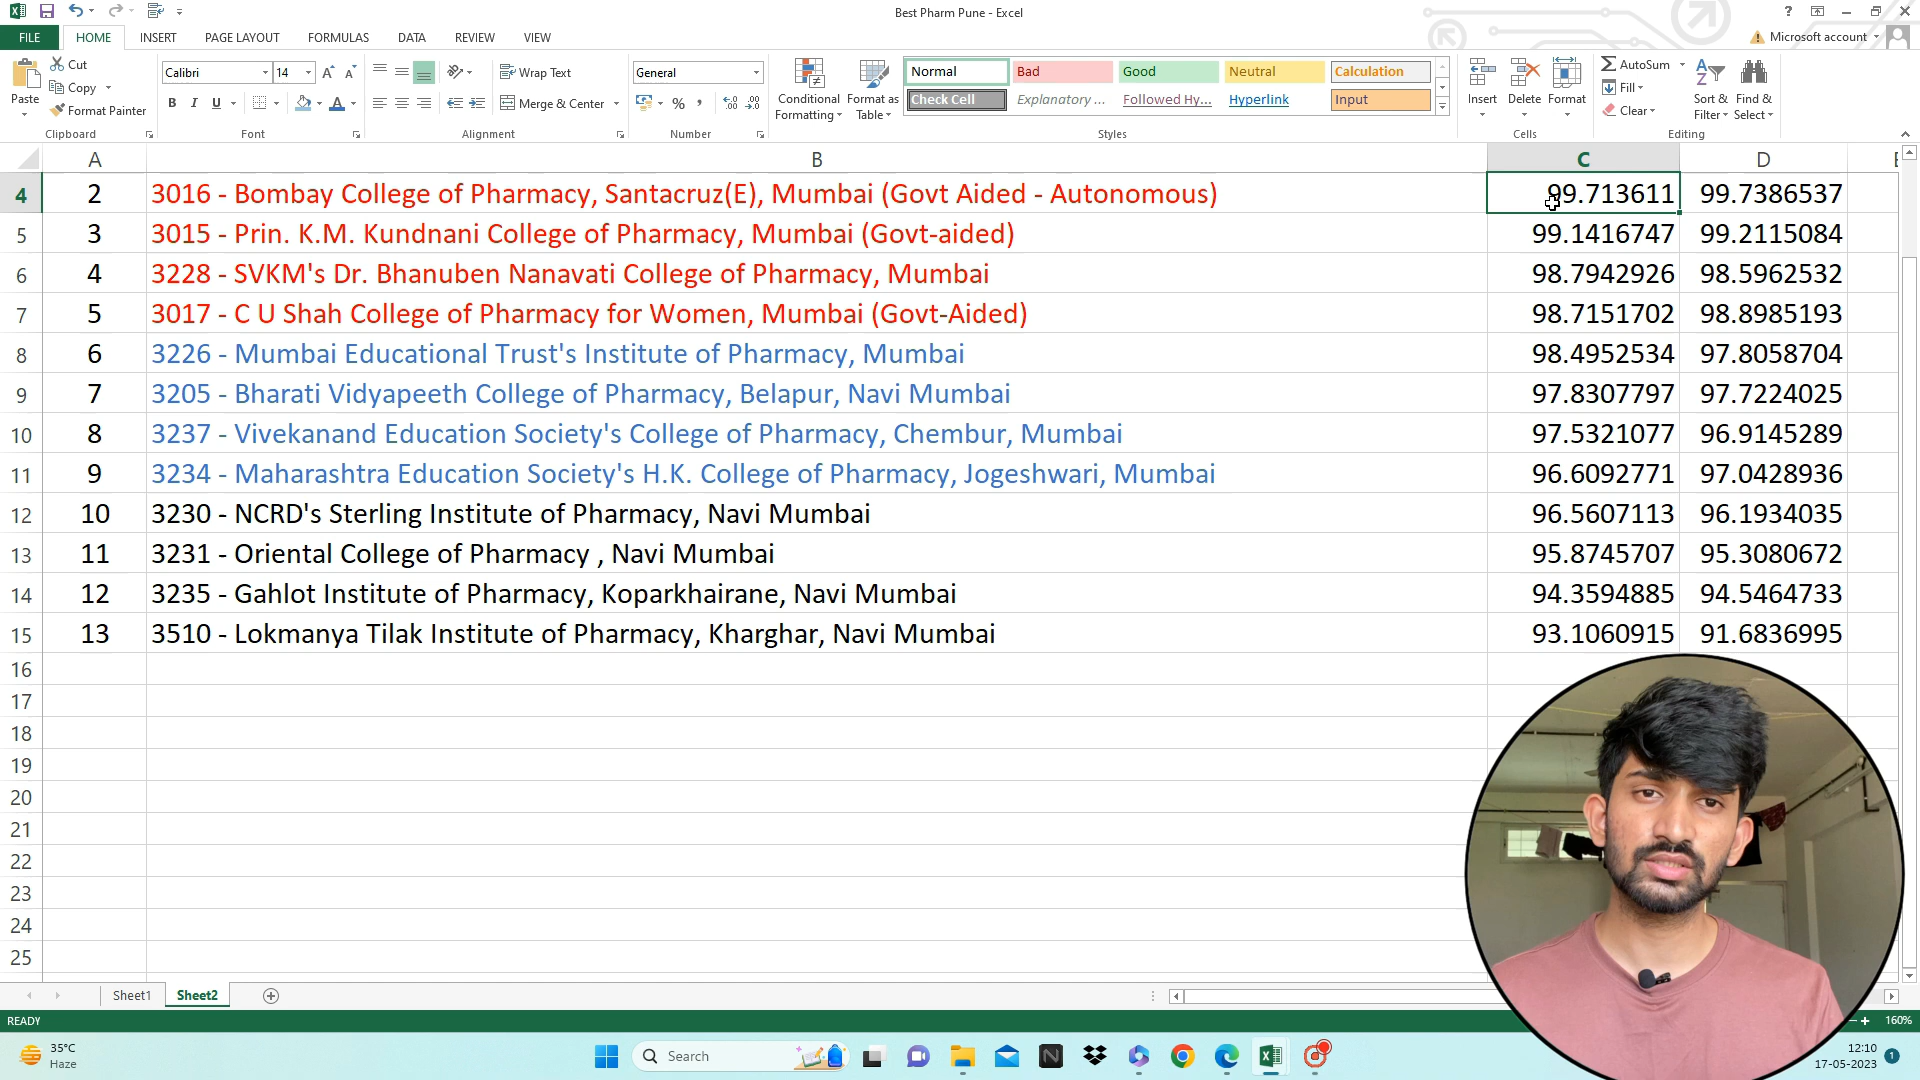 Best Pharm Pune - Excel
?
FILE HOME INSERT PAGE LAYOUT FORMULAS DATA REVIEW VIEW
Microsoft account
Paste
Cut
Copy
Format Painter
Clipboard
Calibri 14
B I U
Font
Wrap Text
Merge & Center
Alignment
General
%
Number
Conditional Formatting
Format as Table
Normal Bad Good Neutral Calculation
Check Cell Explanatory ... Followed Hy... Hyperlink Input
Styles
Insert Delete Format
Cells
AutoSum
Fill
Clear
Sort & Filter
Find & Select
Editing
A B C D
4 2 3016 - Bombay College of Pharmacy, Santacruz(E), Mumbai (Govt Aided - Autonomous) 99.713611 99.7386537
5 3 3015 - Prin. K.M. Kundnani College of Pharmacy, Mumbai (Govt-aided) 99.1416747 99.2115084
6 4 3228 - SVKM's Dr. Bhanuben Nanavati College of Pharmacy, Mumbai 98.7942926 98.5962532
7 5 3017 - C U Shah College of Pharmacy for Women, Mumbai (Govt-Aided) 98.7151702 98.8985193
8 6 3226 - Mumbai Educational Trust's Institute of Pharmacy, Mumbai 98.4952534 97.8058704
9 7 3205 - Bharati Vidyapeeth College of Pharmacy, Belapur, Navi Mumbai 97.8307797 97.7224025
10 8 3237 - Vivekanand Education Society's College of Pharmacy, Chembur, Mumbai 97.5321077 96.9145289
11 9 3234 - Maharashtra Education Society's H.K. College of Pharmacy, Jogeshwari, Mumbai 96.6092771 97.0428936
12 10 3230 - NCRD's Sterling Institute of Pharmacy, Navi Mumbai 96.5607113 96.1934035
13 11 3231 - Oriental College of Pharmacy , Navi Mumbai 95.8745707 95.3080672
14 12 3235 - Gahlot Institute of Pharmacy, Koparkhairane, Navi Mumbai 94.3594885 94.5464733
15 13 3510 - Lokmanya Tilak Institute of Pharmacy, Kharghar, Navi Mumbai 93.1060915 91.6836995
16
17
18
19
20
21
22
23
24
25
Sheet1 Sheet2
READY
160%
35°C
Haze
Search
12:10
17-05-2023
1